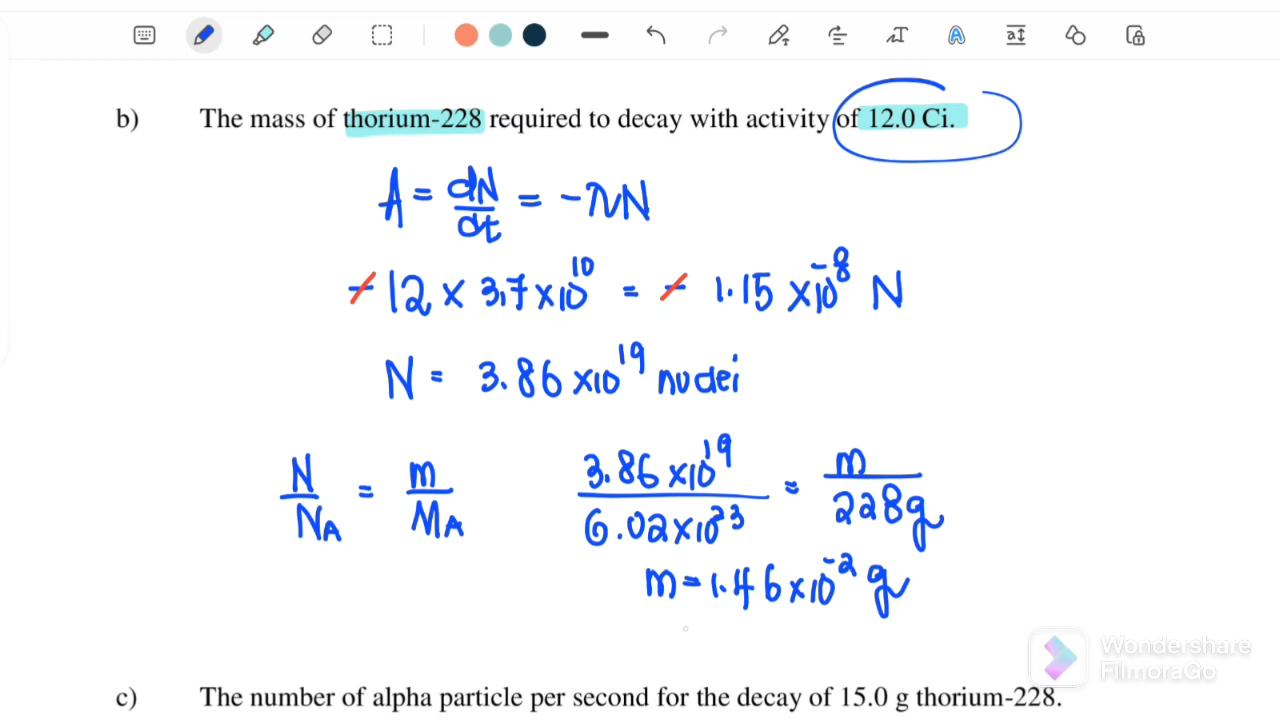 b) The mass of thorium-228 required to decay with activity of 12.0 Ci.
A = dN/dt = -λN
-12 × 3.7×10^10 = - 1.15 ×10^-8 N
N = 3.86 ×10^19 nuclei
N/N_A = m/M_A    3.86 ×10^19 / 6.02×10^23 = m/228g
m = 1.46×10^-2 g
Wondershare
FilmoraGo
c) The number of alpha particle per second for the decay of 15.0 g thorium-228.